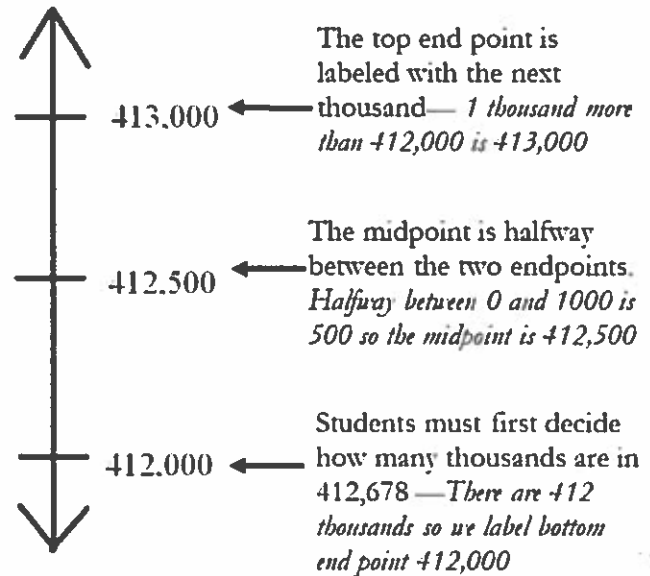 The top end point is
labeled with the next
413,000 thousand— 1 thousand more
than 412,000 is 413,000
The midpoint is halfway
412,500 between the two endpoints.
Halfway between 0 and 1000 is
500 so the midpoint is 412,500
Students must first decide
412,000 how many thousands are in
412,678 —There are 412
thousands so we label bottom
end point 412,000